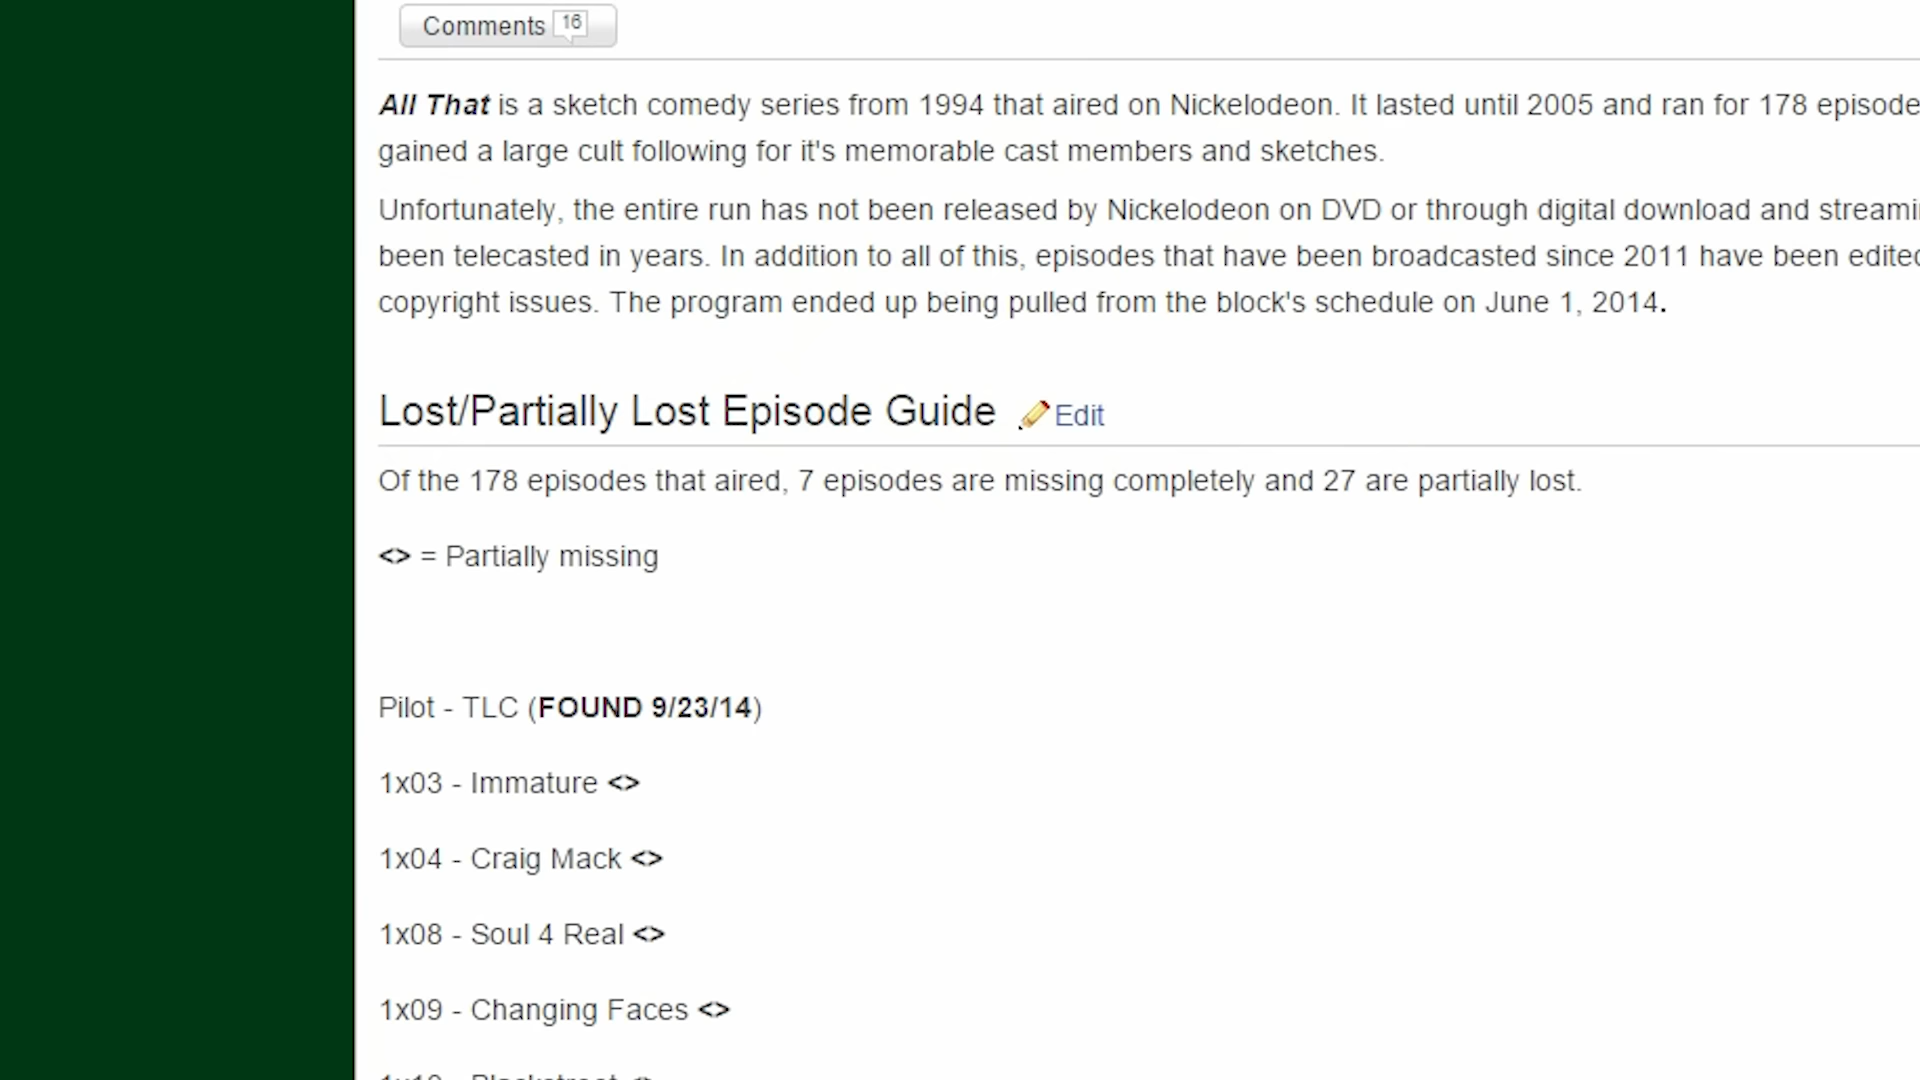 Comments 16
All That is a sketch comedy series from 1994 that aired on Nickelodeon. It lasted until 2005 and ran for 178 episode
gained a large cult following for it's memorable cast members and sketches.
Unfortunately, the entire run has not been released by Nickelodeon on DVD or through digital download and streami
been telecasted in years. In addition to all of this, episodes that have been broadcasted since 2011 have been edited
copyright issues. The program ended up being pulled from the block's schedule on June 1, 2014.
Lost/Partially Lost Episode Guide Edit
Of the 178 episodes that aired, 7 episodes are missing completely and 27 are partially lost.
<> = Partially missing
Pilot - TLC (FOUND 9/23/14)
1x03 - Immature <>
1x04 - Craig Mack <>
1x08 - Soul 4 Real <>
1x09 - Changing Faces <>